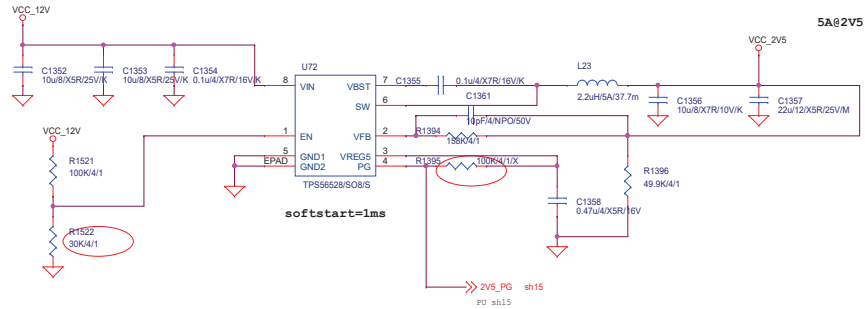 VCC_12V
5A@2V5
VCC_2V5
U72
L23
C1352
10u/8/X5R/25V/K
C1353
10u/8/X5R/25V/K
C1354
0.1u/4/X7R/16V/K
8
VIN
VBST
7
C1355
0.1u/4/X7R/16V/K
SW
6
C1361
10pF/4/NPO/50V
2.2uH/5A/37.7m
C1356
10u/8/X7R/10V/K
C1357
22u/12/X5R/25V/M
VCC_12V
1
EN
VFB
2
R1394
158K/4/1
R1521
100K/4/1
5
EPAD
GND1
GND2
VREG5
3
PG
4
R1395
100K/4/1/X
R1396
49.9K/4/1
TPS56528/SO8/S
C1358
0.47u/4/X5R/16V
softstart=1ms
R1522
30K/4/1
2V5_PG sh15
PU sh15